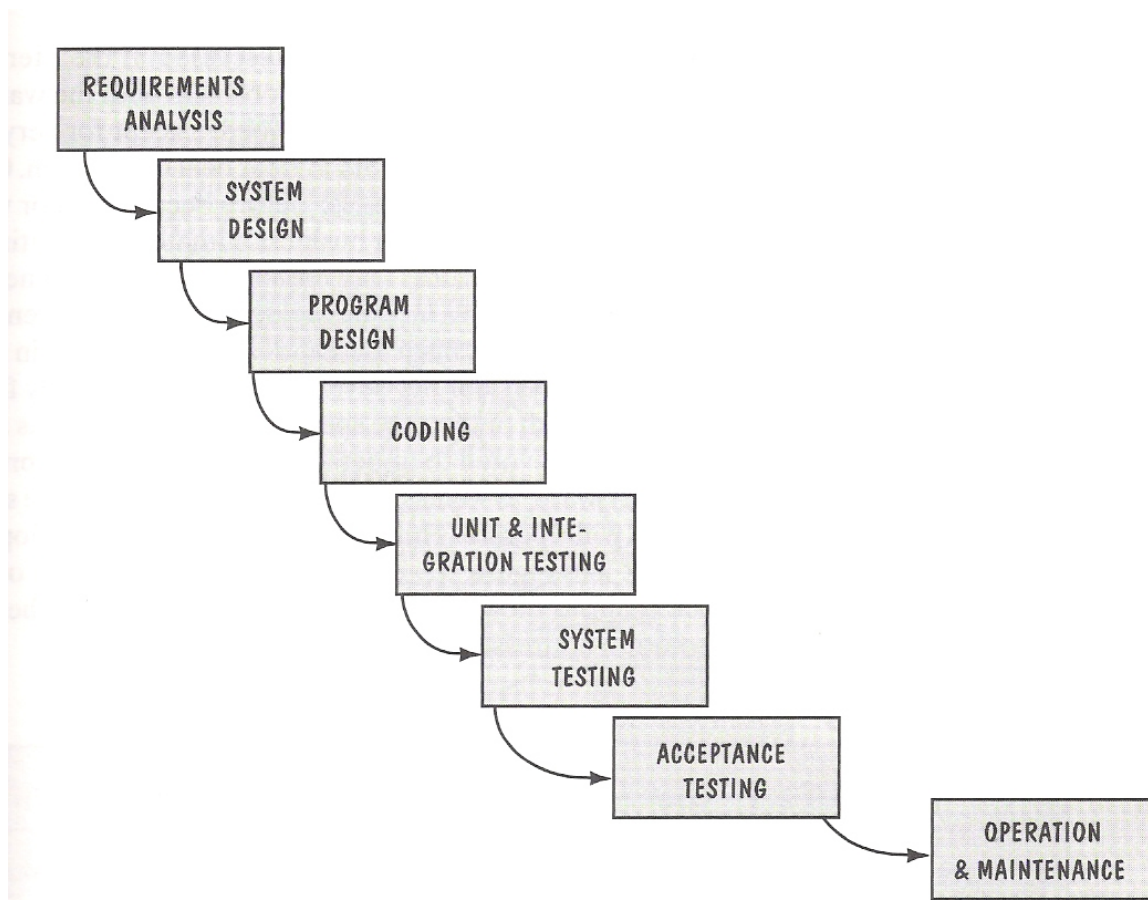 REQUIREMENTS
ANALYSIS
SYSTEM
DESIGN
PROGRAM
DESIGN
CODING
UNIT & INTE-
GRATION TESTING
SYSTEM
TESTING
ACCEPTANCE
TESTING
OPERATION
& MAINTENANCE